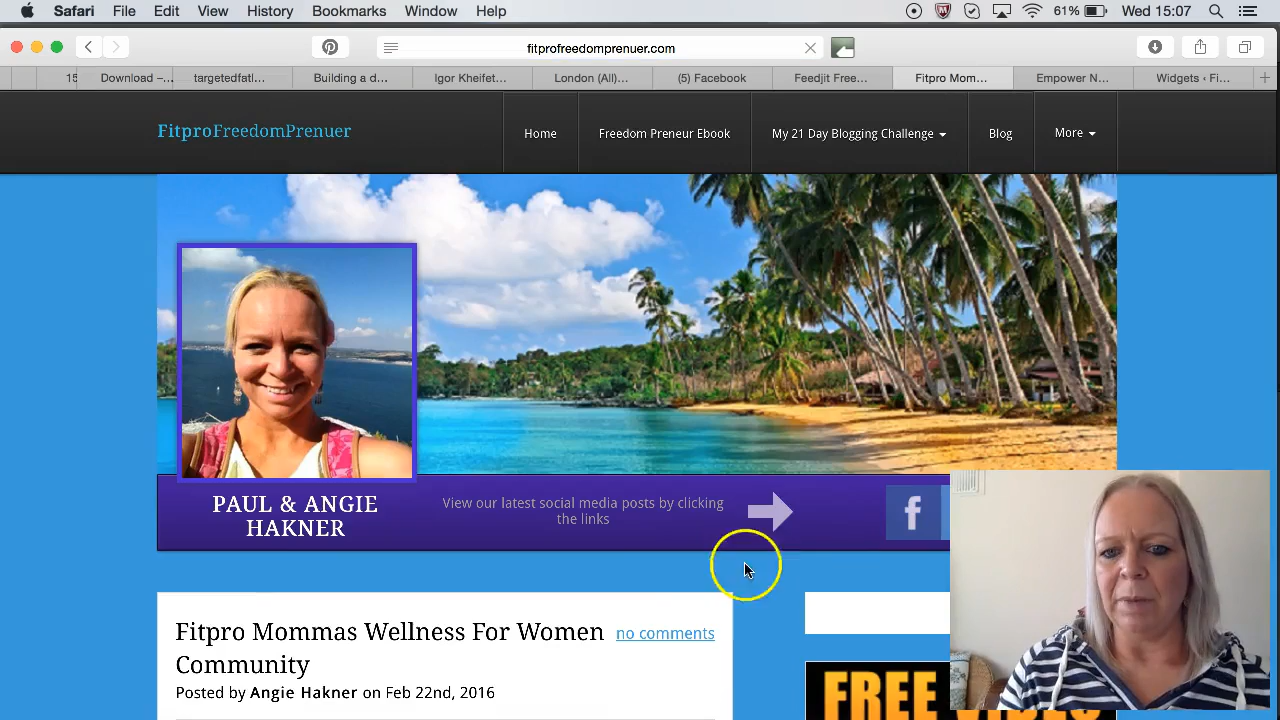 Safari File Edit View History Bookmarks Window Help 61% Wed 15:07
fitprofreedomprenuer.com
15 Download –... targetedfatl... Building a d... Igor Kheifet... London (All)... (5) Facebook Feedjit Free... Fitpro Mom... Empower N... Widgets ‹ Fi...
FitproFreedomPrenuer Home Freedom Preneur Ebook My 21 Day Blogging Challenge Blog More
PAUL & ANGIE
HAKNER
View our latest social media posts by clicking
the links
f
Fitpro Mommas Wellness For Women
Community
no comments
Posted by Angie Hakner on Feb 22nd, 2016
FREE VIDEO